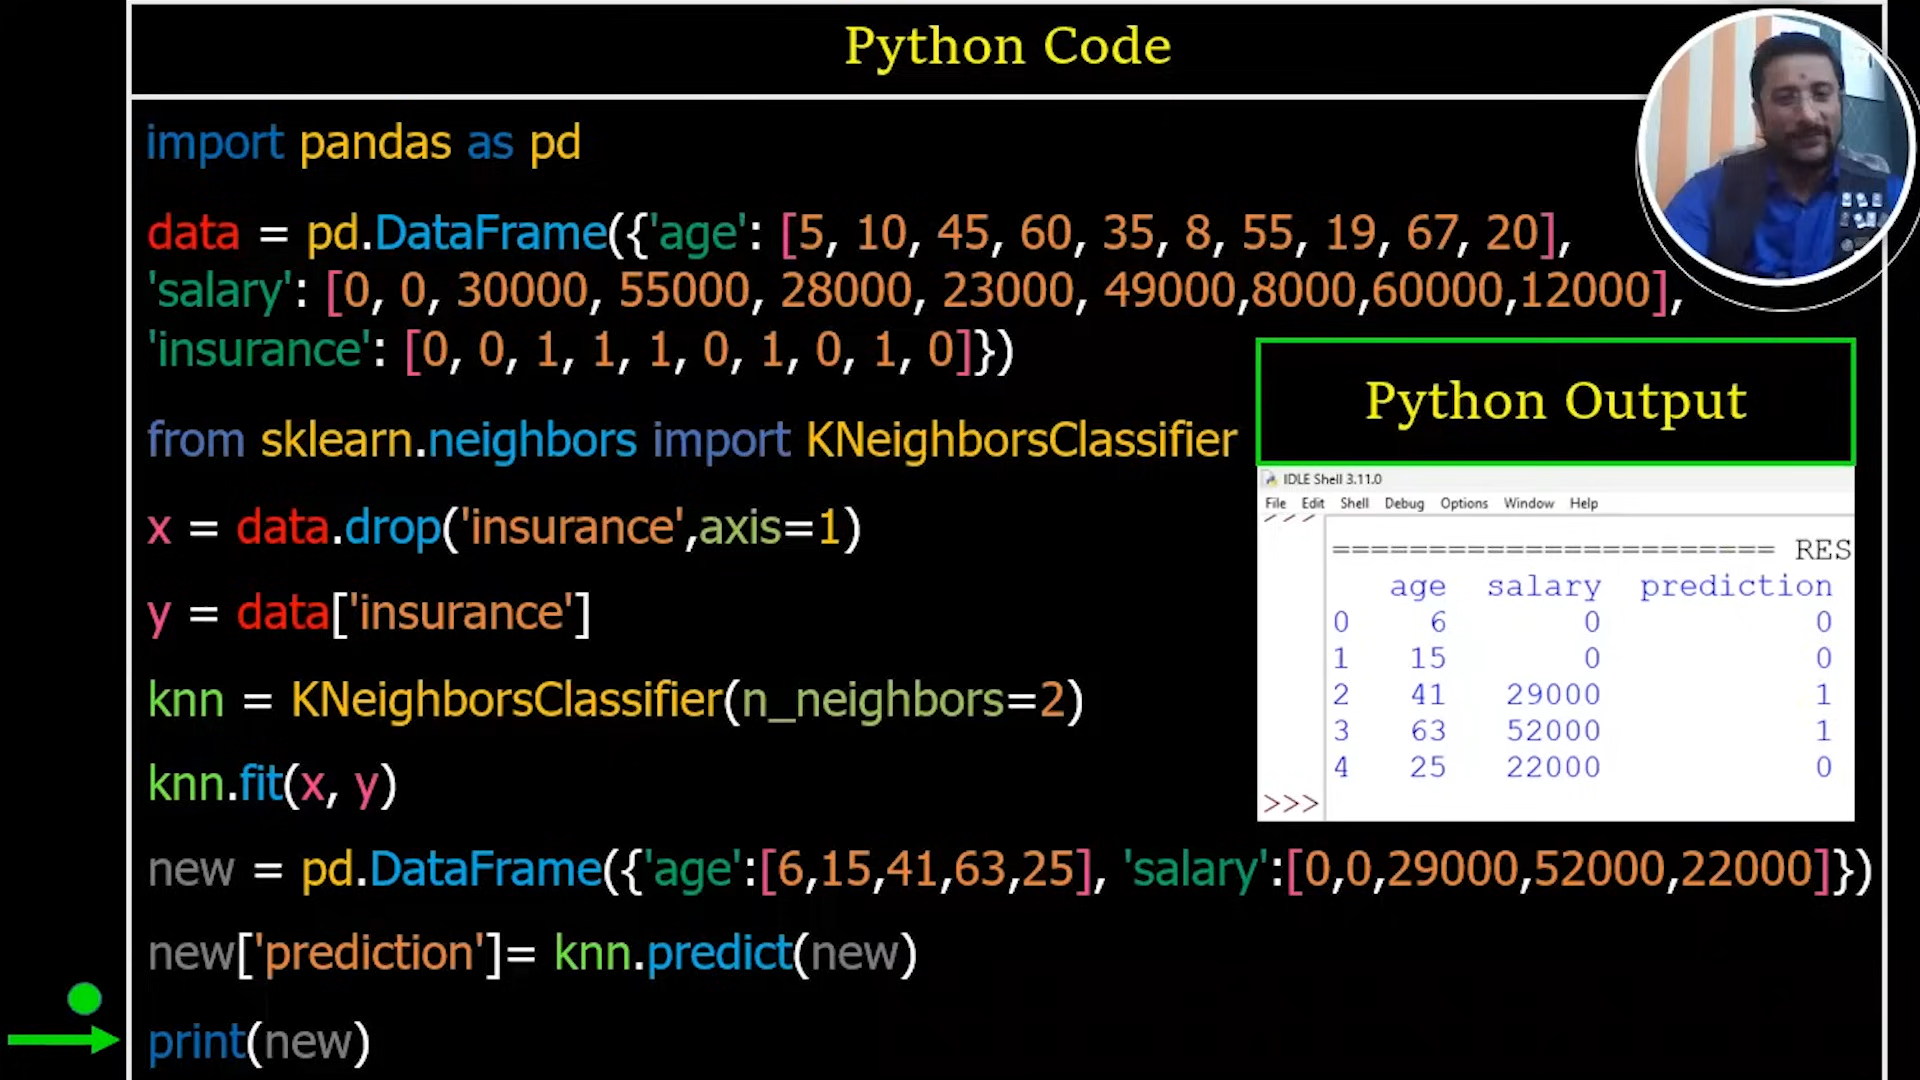 Python Code
import pandas as pd
data = pd.DataFrame({'age': [5, 10, 45, 60, 35, 8, 55, 19, 67, 20],
'salary': [0, 0, 30000, 55000, 28000, 23000, 49000,8000,60000,12000],
'insurance': [0, 0, 1, 1, 1, 0, 1, 0, 1, 0]})
from sklearn.neighbors import KNeighborsClassifier
x = data.drop('insurance',axis=1)
y = data['insurance']
knn = KNeighborsClassifier(n_neighbors=2)
knn.fit(x, y)
new = pd.DataFrame({'age':[6,15,41,63,25], 'salary':[0,0,29000,52000,22000]})
new['prediction']= knn.predict(new)
print(new)
Python Output
IDLE Shell 3.11.0
File Edit Shell Debug Options Window Help
======================= RES
age salary prediction
0 6 0 0
1 15 0 0
2 41 29000 1
3 63 52000 1
4 25 22000 0
>>>